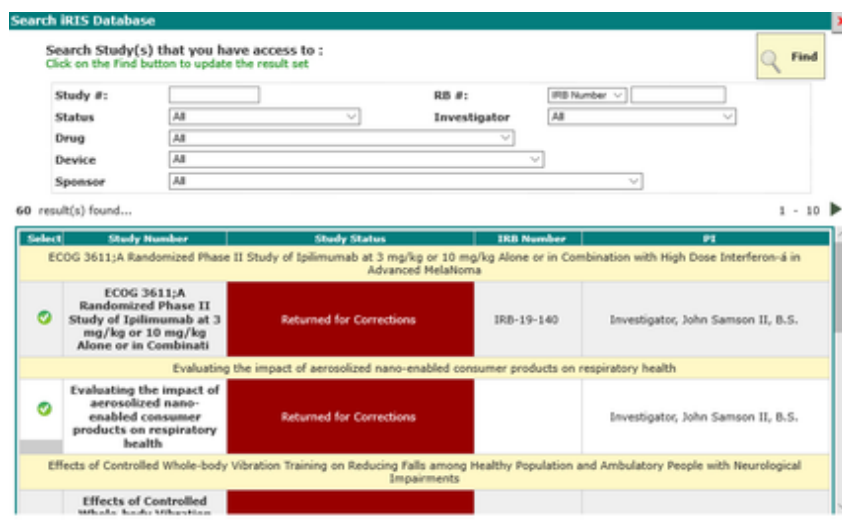 Search iRIS Database
Search Study(s) that you have access to :
Click on the Find button to update the result set
Find
Study #:
RB #:
IRB Number
Status
All
Investigator
All
Drug
All
Device
All
Sponsor
All
60 result(s) found...
1 - 10
Select Study Number Study Status IRB Number PI
ECOG 3611;A Randomized Phase II Study of Ipilimumab at 3 mg/kg or 10 mg/kg Alone or in Combination with High Dose Interferon-á in
Advanced MelaNoma
ECOG 3611;A
Randomized Phase II
Study of Ipilimumab at 3
mg/kg or 10 mg/kg
Alone or in Combinati
Returned for Corrections
IRB-19-140
Investigator, John Samson II, B.S.
Evaluating the impact of aerosolized nano-enabled consumer products on respiratory health
Evaluating the impact of
aerosolized nano-
enabled consumer
products on respiratory
health
Returned for Corrections
Investigator, John Samson II, B.S.
Effects of Controlled Whole-body Vibration Training on Reducing Falls among Healthy Population and Ambulatory People with Neurological
Impairments
Effects of Controlled
Whole-body Vibration